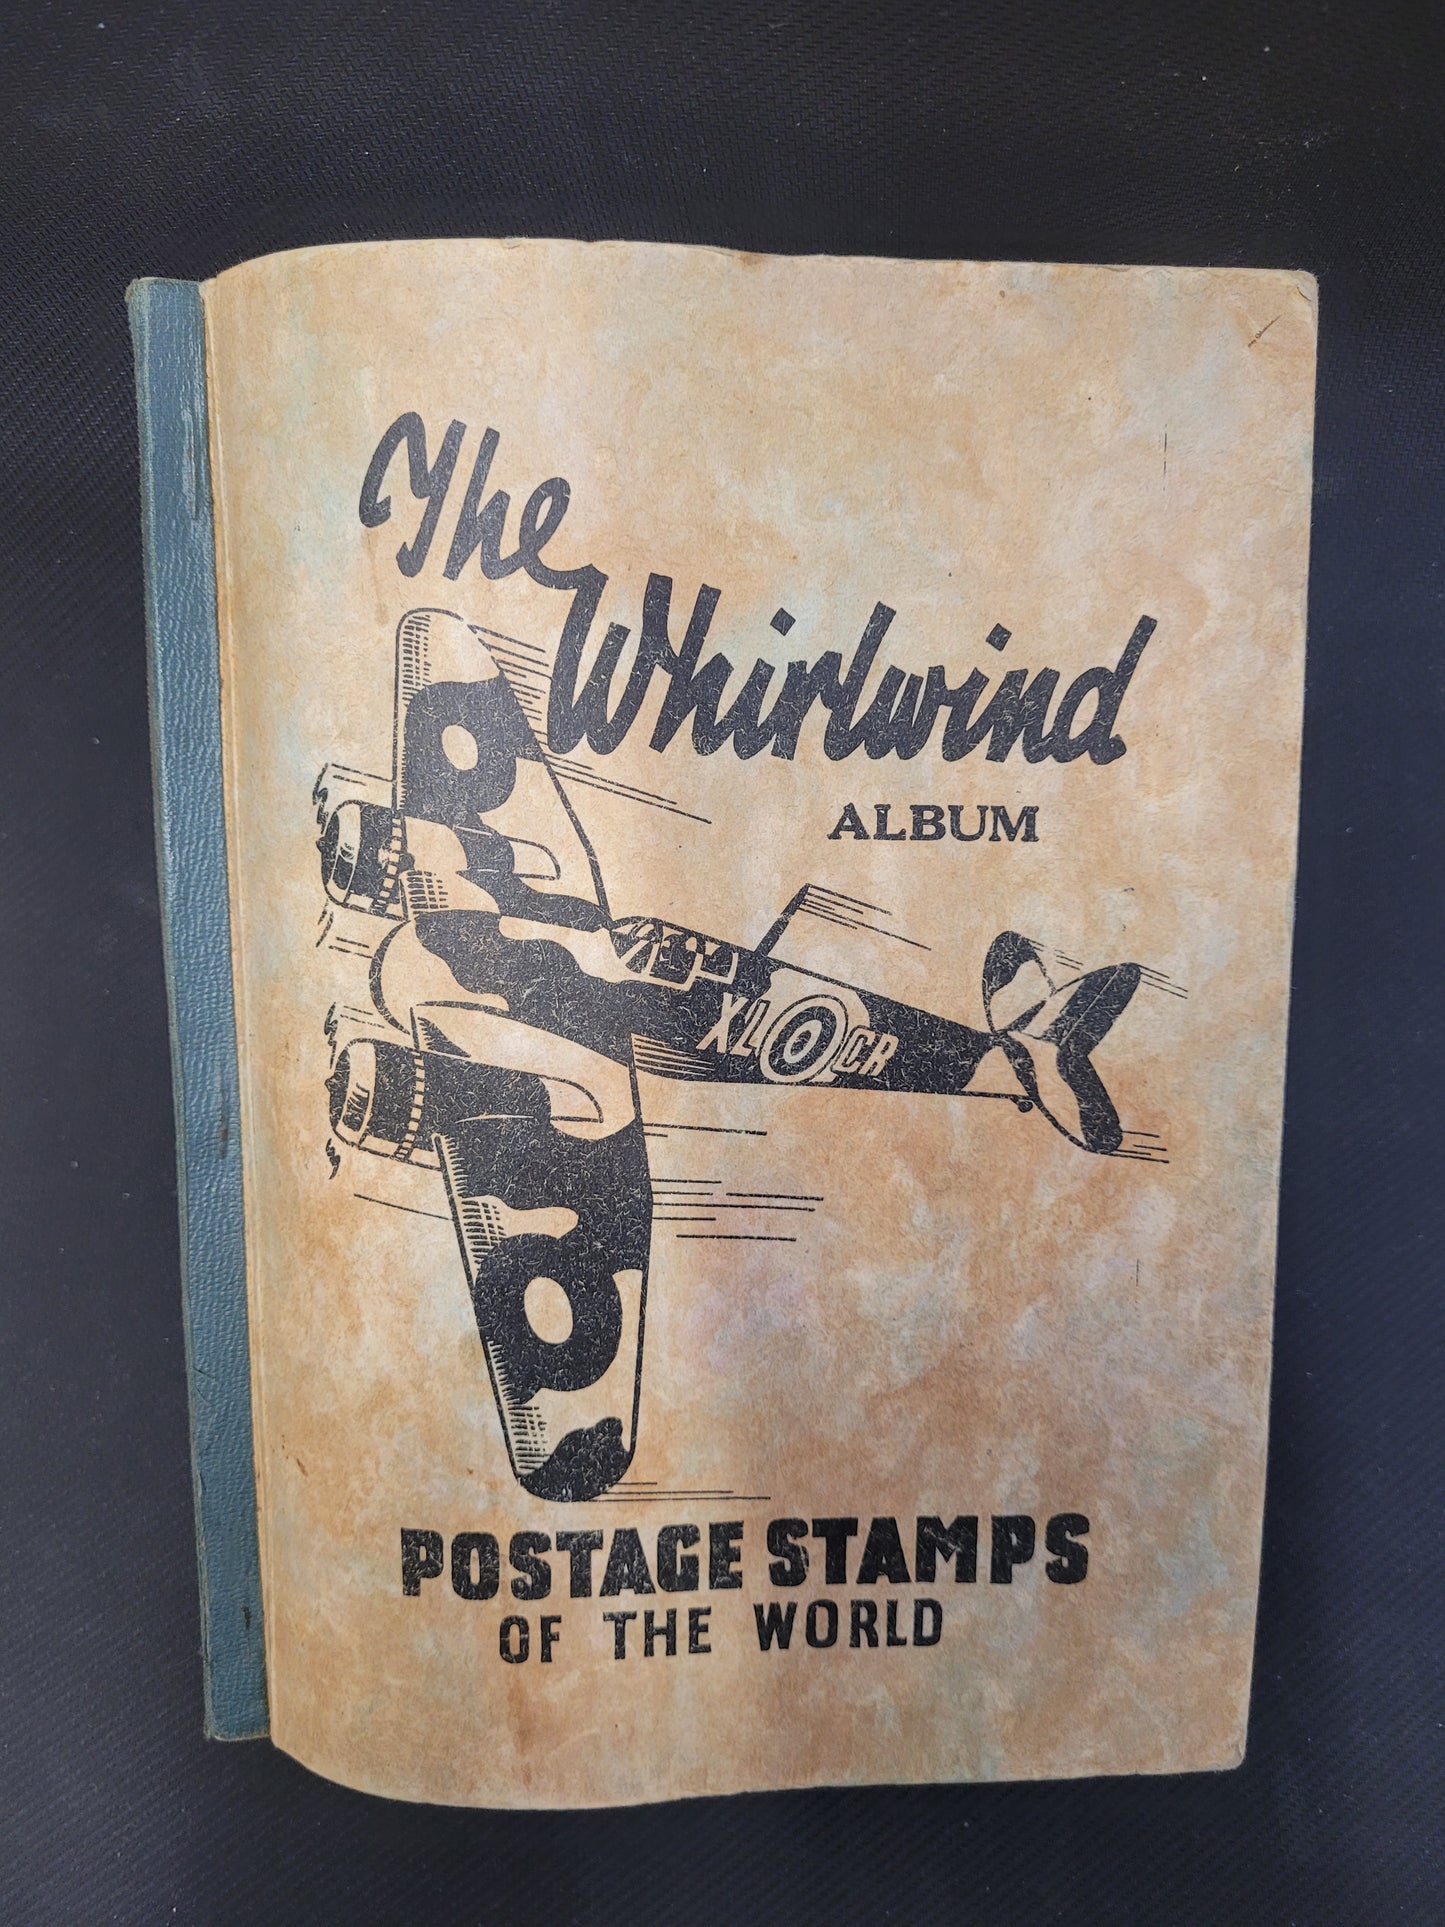 The
Whirlwind
ALBUM
XL CR
POSTAGE STAMPS
OF THE WORLD